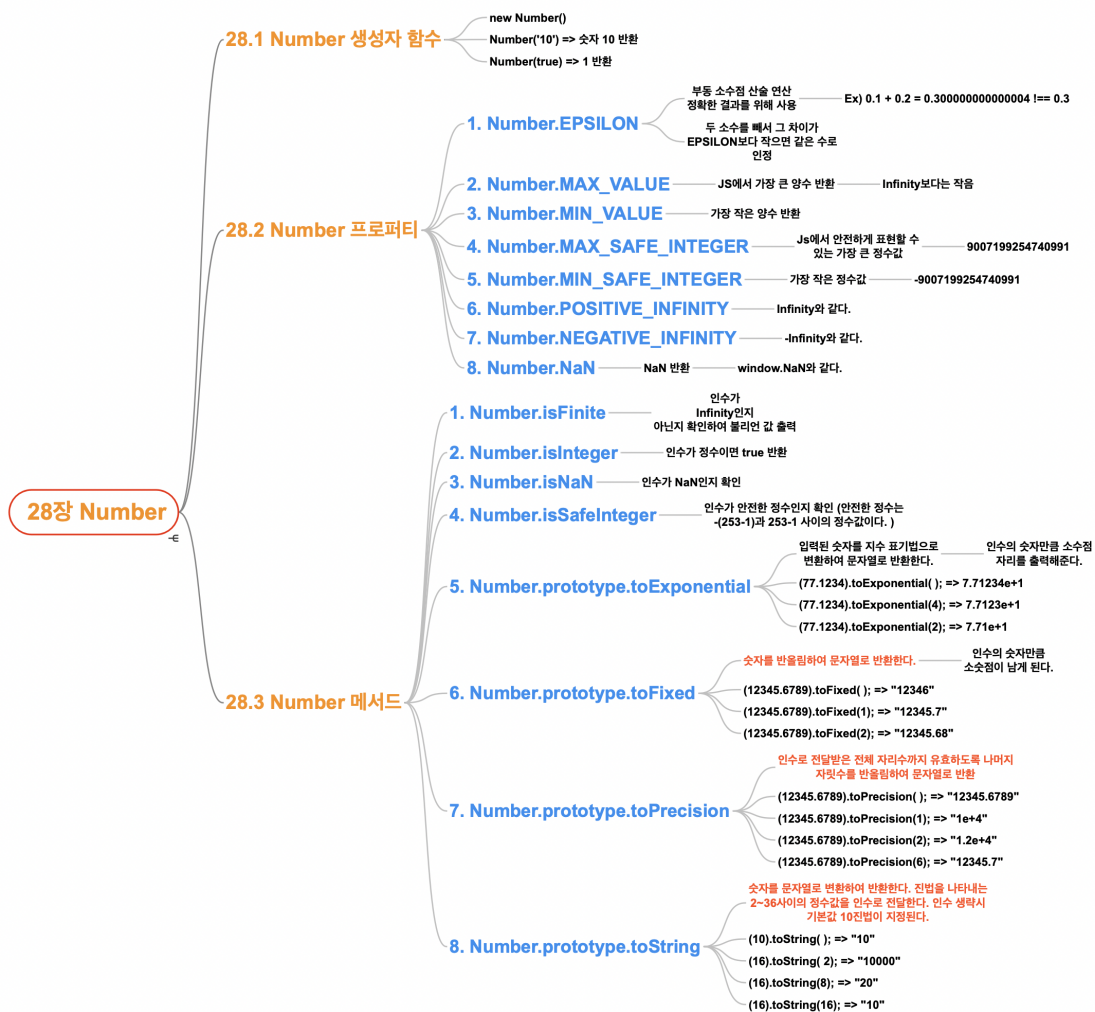 28장 Number
28.1 Number 생성자 함수
new Number()
Number('10') => 숫자 10 반환
Number(true) => 1 반환
28.2 Number 프로퍼티
1. Number.EPSILON
부동 소수점 산술 연산
정확한 결과를 위해 사용
Ex) 0.1 + 0.2 = 0.300000000000004 !== 0.3
두 소수를 빼서 그 차이가
EPSILON보다 작으면 같은 수로
인정
2. Number.MAX_VALUE
JS에서 가장 큰 양수 반환
Infinity보다는 작음
3. Number.MIN_VALUE
가장 작은 양수 반환
4. Number.MAX_SAFE_INTEGER
Js에서 안전하게 표현할 수
있는 가장 큰 정수값
9007199254740991
5. Number.MIN_SAFE_INTEGER
가장 작은 정수값
-9007199254740991
6. Number.POSITIVE_INFINITY
Infinity와 같다.
7. Number.NEGATIVE_INFINITY
-Infinity와 같다.
8. Number.NaN
NaN 반환
window.NaN와 같다.
28.3 Number 메서드
1. Number.isFinite
인수가
Infinity인지
아닌지 확인하여 불리언 값 출력
2. Number.isInteger
인수가 정수이면 true 반환
3. Number.isNaN
인수가 NaN인지 확인
4. Number.isSafeInteger
인수가 안전한 정수인지 확인 (안전한 정수는
-(253-1)과 253-1 사이의 정수값이다. )
5. Number.prototype.toExponential
입력된 숫자를 지수 표기법으로
변환하여 문자열로 반환한다.
인수의 숫자만큼 소수점
자리를 출력해준다.
(77.1234).toExponential( ); => 7.71234e+1
(77.1234).toExponential(4); => 7.7123e+1
(77.1234).toExponential(2); => 7.71e+1
6. Number.prototype.toFixed
숫자를 반올림하여 문자열로 반환한다.
인수의 숫자만큼
소숫점이 남게 된다.
(12345.6789).toFixed( ); => "12346"
(12345.6789).toFixed(1); => "12345.7"
(12345.6789).toFixed(2); => "12345.68"
7. Number.prototype.toPrecision
인수로 전달받은 전체 자리수까지 유효하도록 나머지
자릿수를 반올림하여 문자열로 반환
(12345.6789).toPrecision( ); => "12345.6789"
(12345.6789).toPrecision(1); => "1e+4"
(12345.6789).toPrecision(2); => "1.2e+4"
(12345.6789).toPrecision(6); => "12345.7"
8. Number.prototype.toString
숫자를 문자열로 변환하여 반환한다. 진법을 나타내는
2~36사이의 정수값을 인수로 전달한다. 인수 생략시
기본값 10진법이 지정된다.
(10).toString( ); => "10"
(16).toString( 2); => "10000"
(16).toString(8); => "20"
(16).toString(16); => "10"